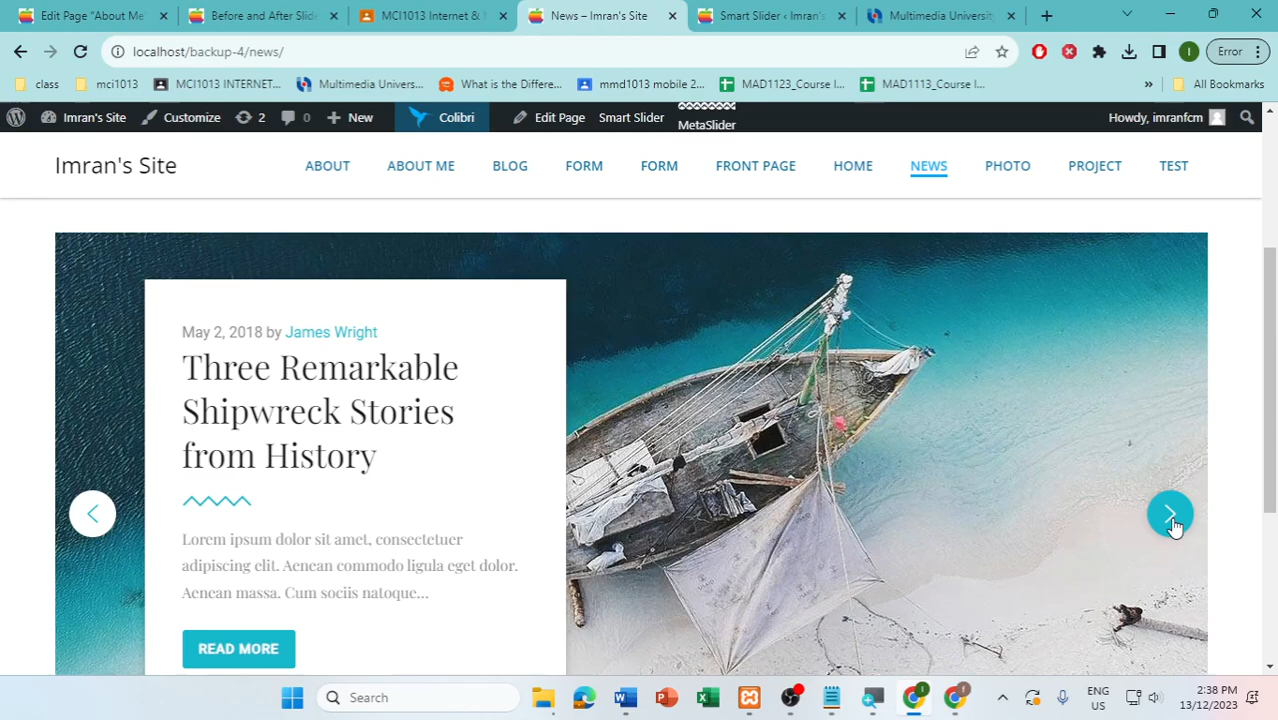 Edit Page "About Me"
Before and After Slide
MCI1013 Internet & M
News – Imran's Site
Smart Slider ‹ Imran's
Multimedia University
localhost/backup-4/news/
Error
class
mci1013
MCI1013 INTERNET...
Multimedia Univers...
What is the Differe...
mmd1013 mobile 2...
MAD1123_Course I...
MAD1113_Course I...
»
All Bookmarks
Imran's Site
Customize
2
0
New
Colibri
Edit Page
Smart Slider
MetaSlider
Howdy, imranfcm
Imran's Site
ABOUT
ABOUT ME
BLOG
FORM
FORM
FRONT PAGE
HOME
NEWS
PHOTO
PROJECT
TEST
May 2, 2018 by James Wright
Three Remarkable
Shipwreck Stories
from History
Lorem ipsum dolor sit amet, consectetuer
adipiscing elit. Aenean commodo ligula eget dolor.
Aenean massa. Cum sociis natoque...
READ MORE
Search
ENG
US
2:38 PM
13/12/2023